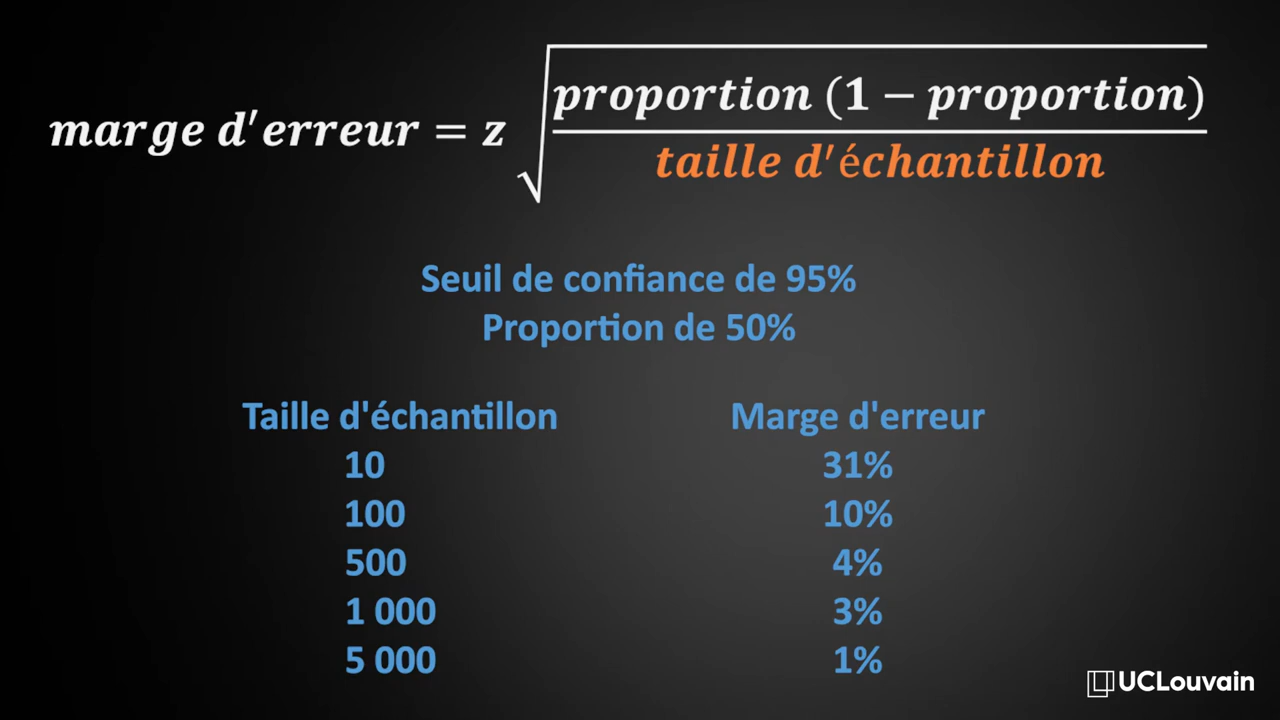 marge d'erreur = z √ proportion (1 − proportion)
taille d'échantillon
Seuil de confiance de 95%
Proportion de 50%
Taille d'échantillon Marge d'erreur
10 31%
100 10%
500 4%
1 000 3%
5 000 1%
UCLouvain